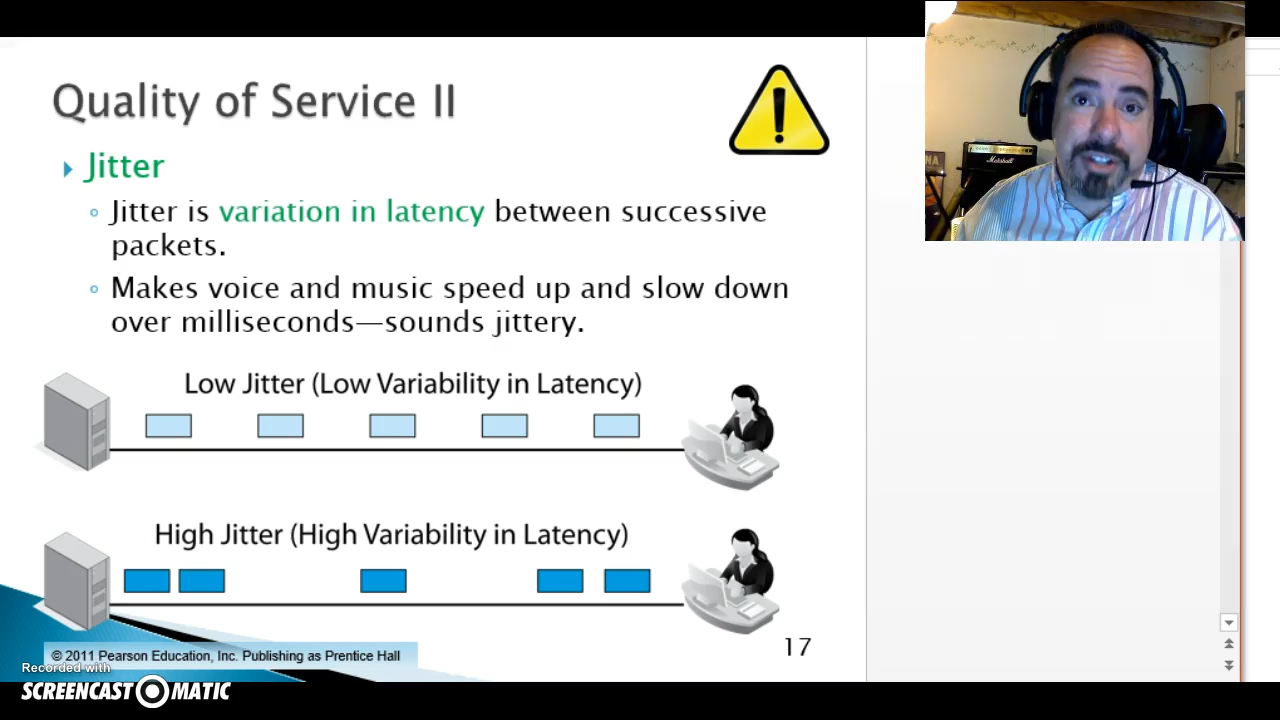 Quality of Service II
Jitter
Jitter is variation in latency between successive
packets.
Makes voice and music speed up and slow down
over milliseconds—sounds jittery.
Low Jitter (Low Variability in Latency)
High Jitter (High Variability in Latency)
17
© 2011 Pearson Education, Inc. Publishing as Prentice Hall
Recorded with
SCREENCAST MATIC
Marshall
NA